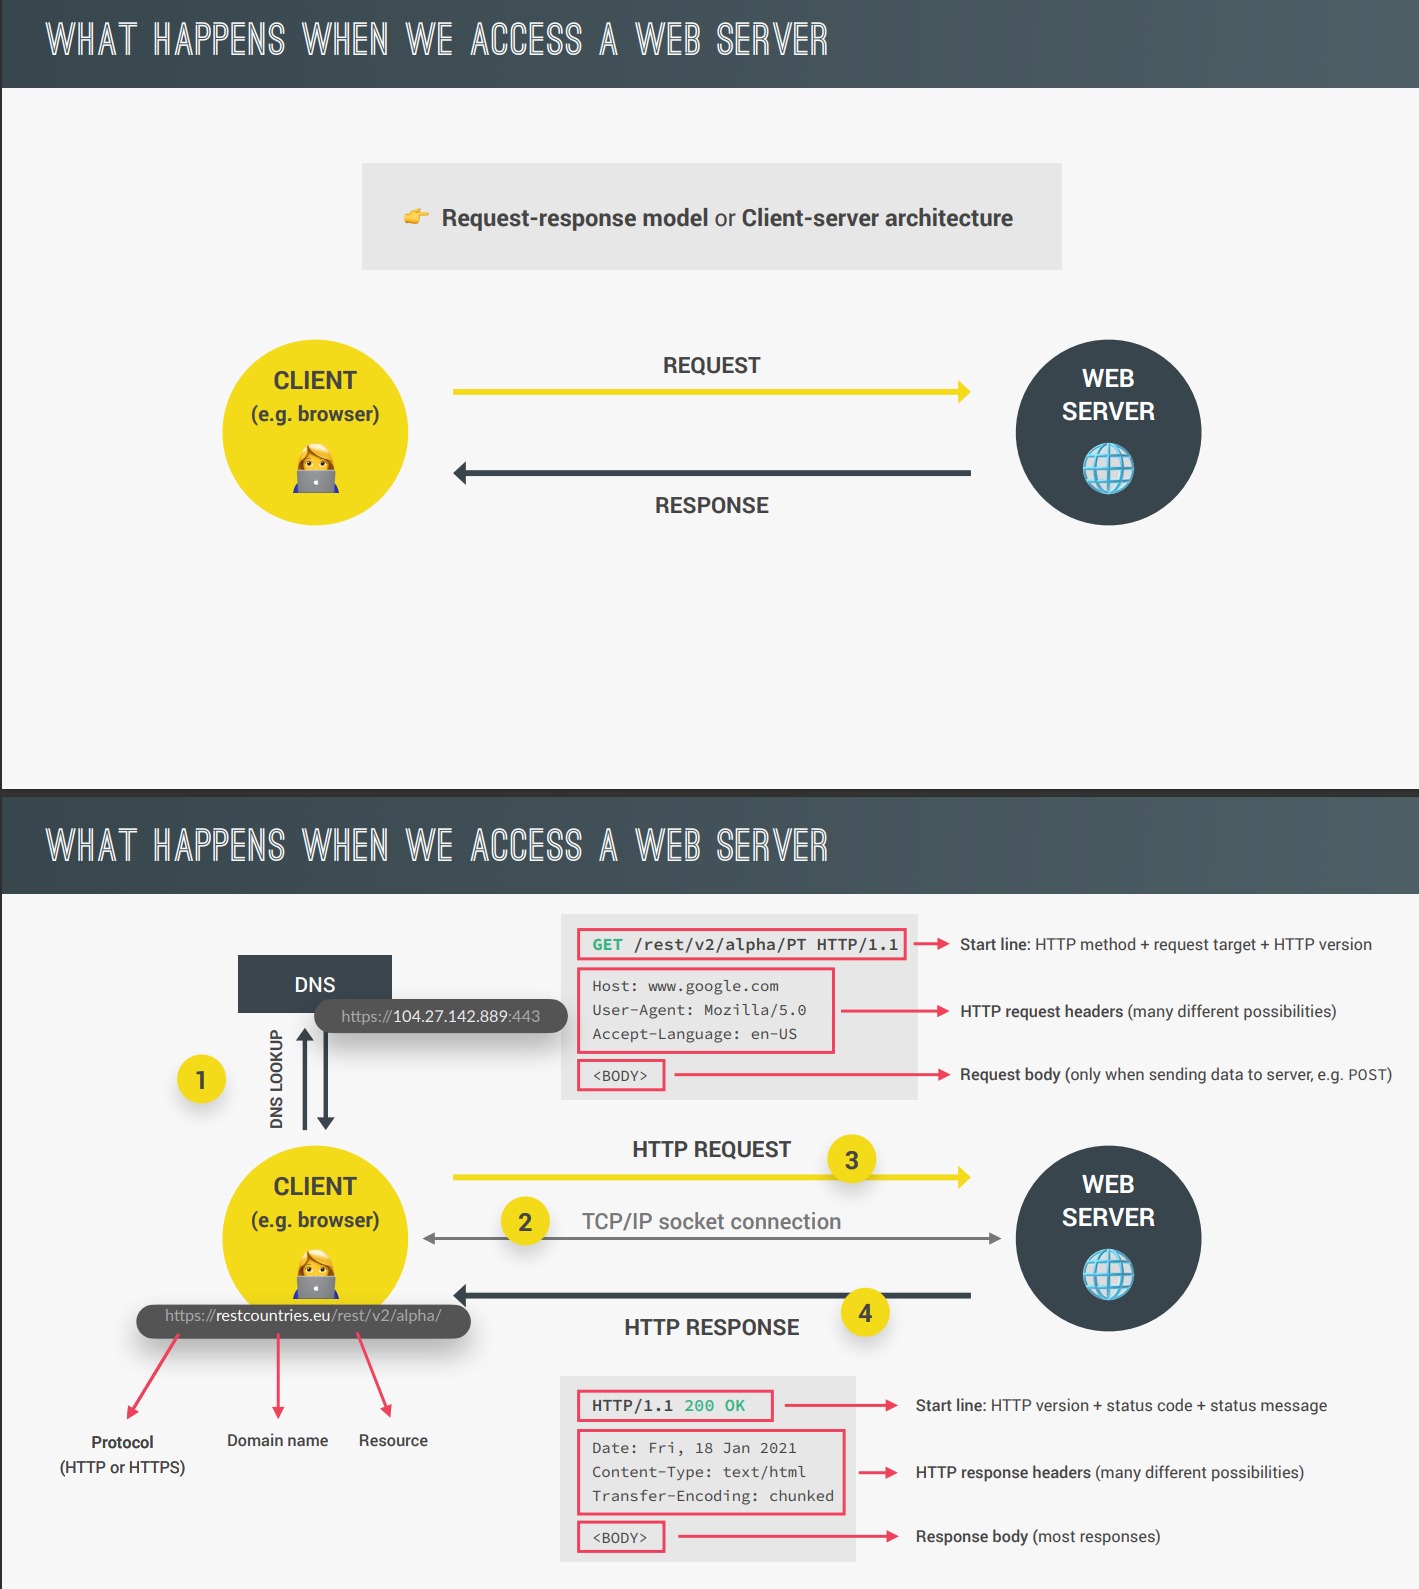 WHAT HAPPENS WHEN WE ACCESS A WEB SERVER
Request-response model or Client-server architecture
CLIENT
(e.g. browser)
REQUEST
RESPONSE
WEB
SERVER
WHAT HAPPENS WHEN WE ACCESS A WEB SERVER
DNS
https://104.27.142.889:443
DNS LOOKUP
1
GET /rest/v2/alpha/PT HTTP/1.1
Start line: HTTP method + request target + HTTP version
Host: www.google.com
User-Agent: Mozilla/5.0
Accept-Language: en-US
HTTP request headers (many different possibilities)
<BODY>
Request body (only when sending data to server, e.g. POST)
CLIENT
(e.g. browser)
HTTP REQUEST
3
2
TCP/IP socket connection
4
HTTP RESPONSE
WEB
SERVER
https://restcountries.eu/rest/v2/alpha/
Protocol
(HTTP or HTTPS)
Domain name
Resource
HTTP/1.1 200 OK
Start line: HTTP version + status code + status message
Date: Fri, 18 Jan 2021
Content-Type: text/html
Transfer-Encoding: chunked
HTTP response headers (many different possibilities)
<BODY>
Response body (most responses)